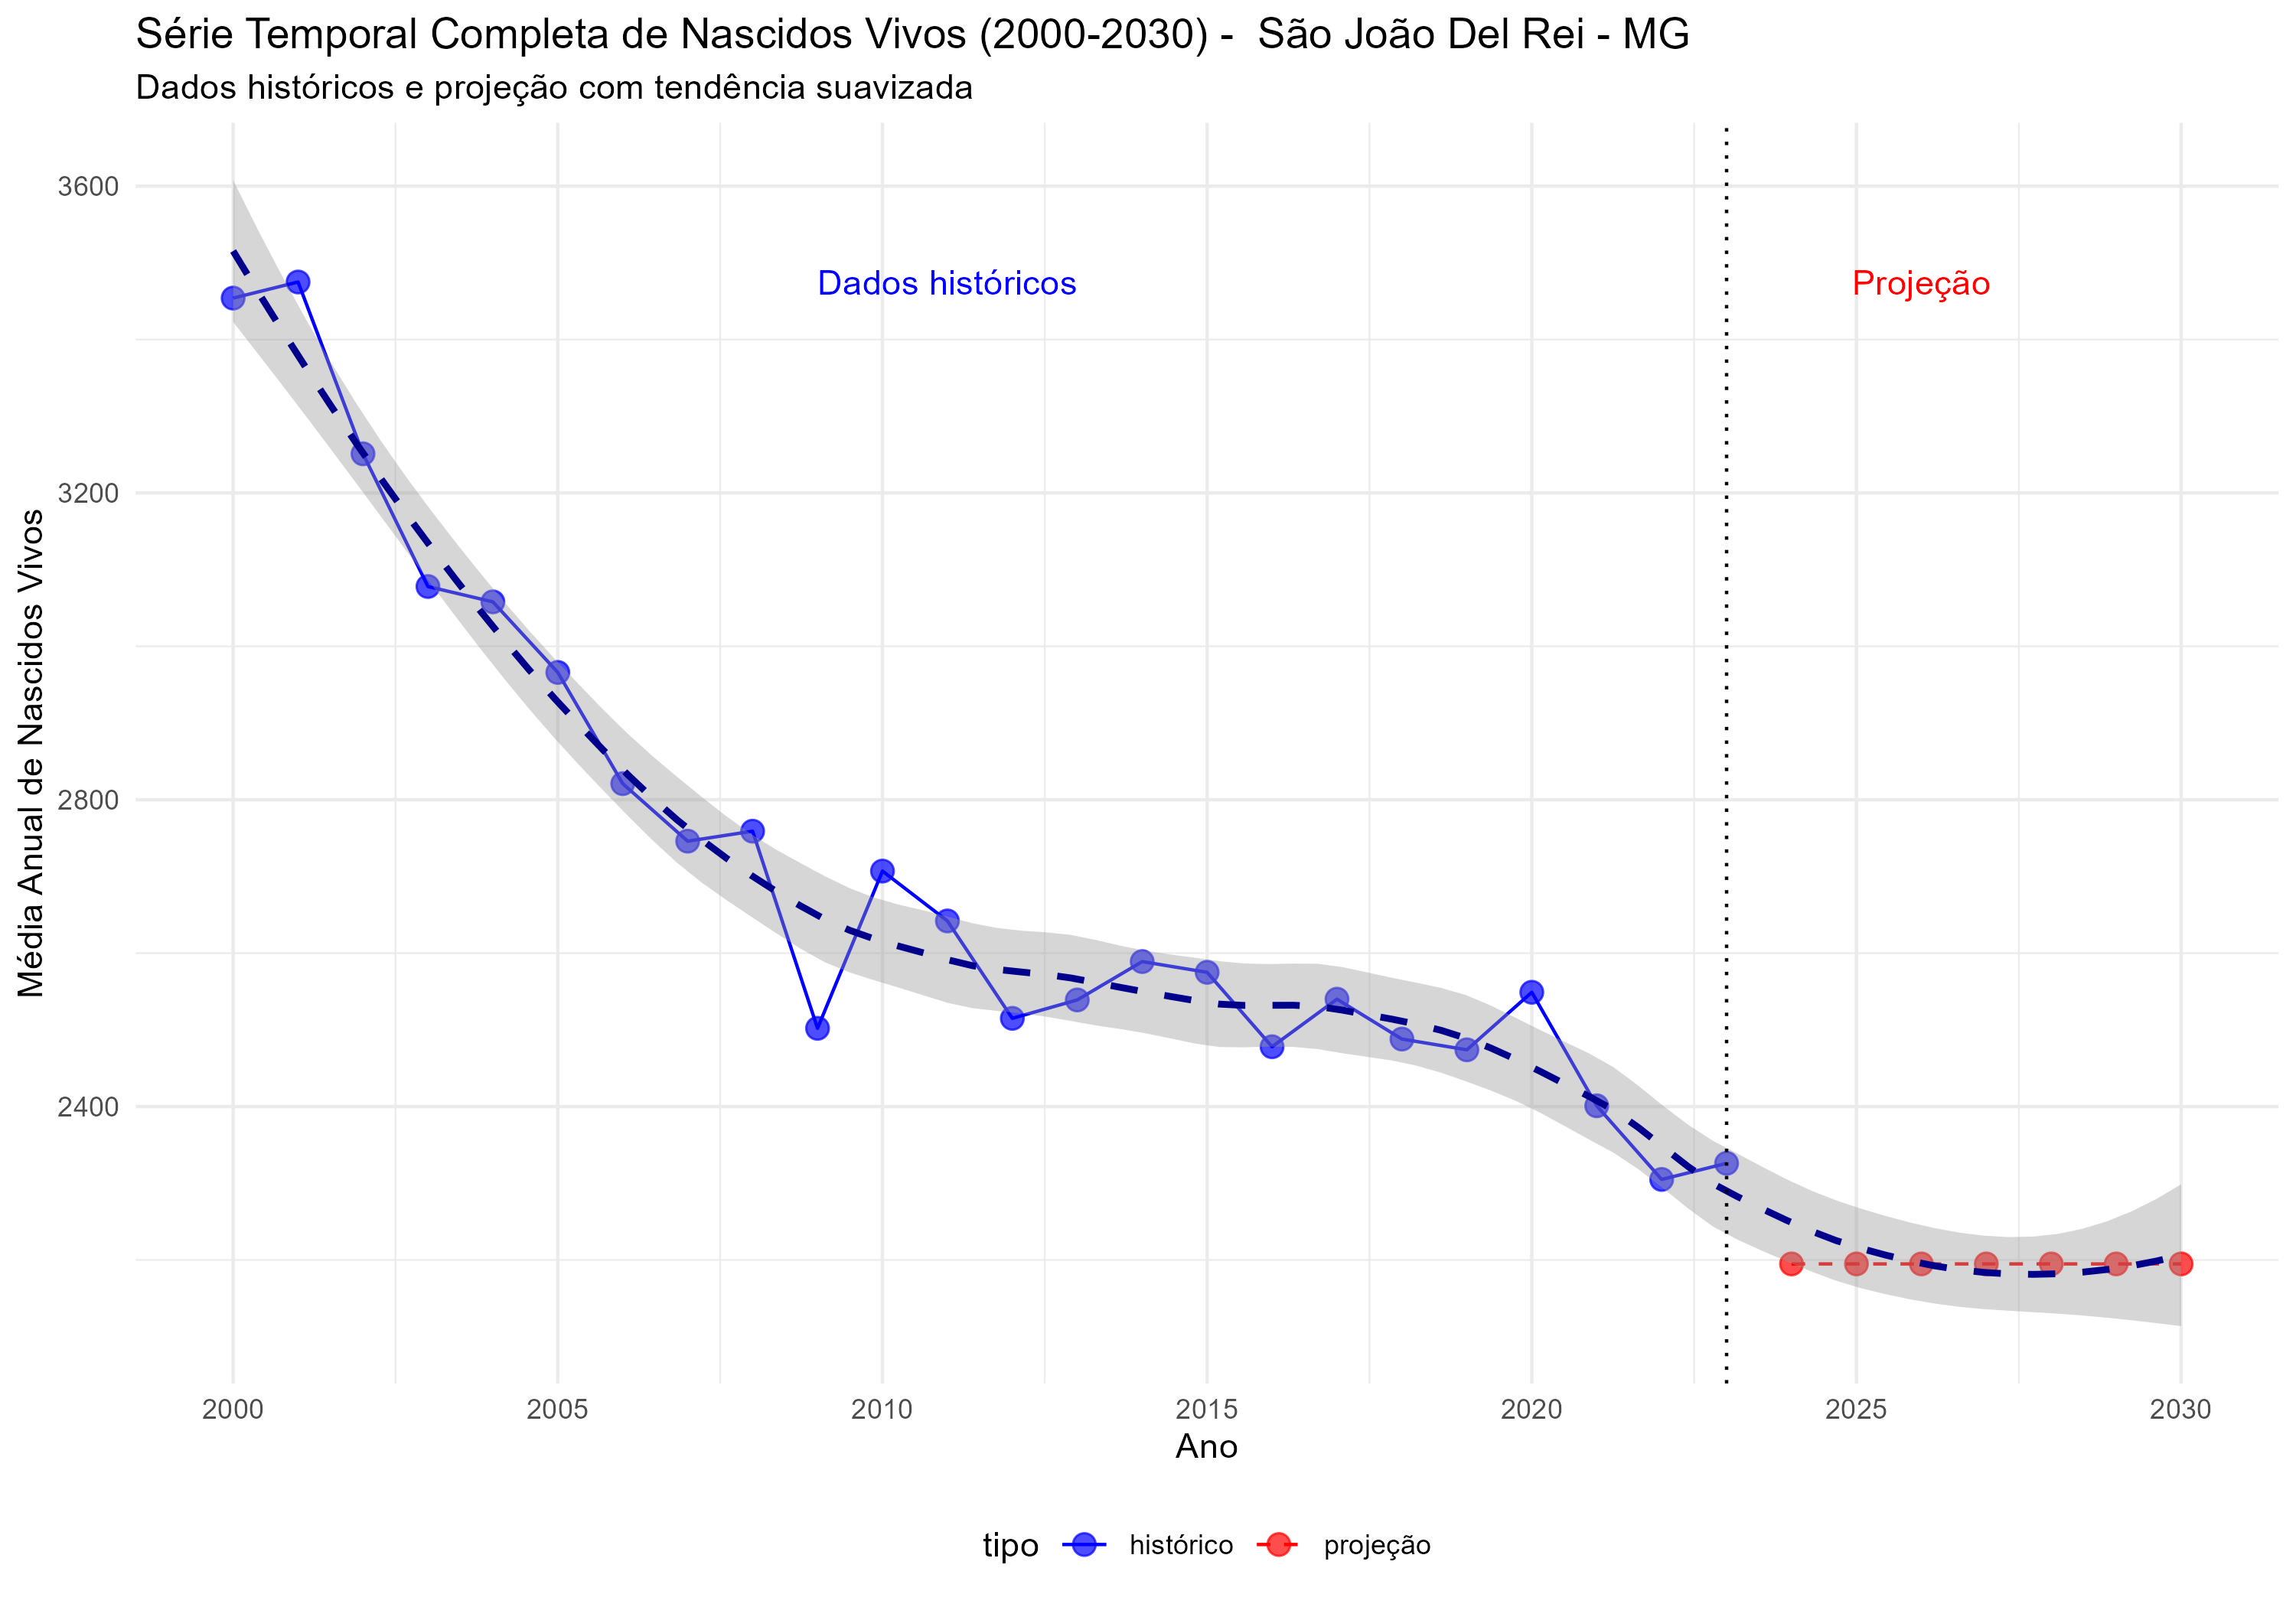 Série Temporal Completa de Nascidos Vivos (2000-2030) -  São João Del Rei - MG
Dados históricos e projeção com tendência suavizada
Média Anual de Nascidos Vivos
3600
3200
2800
2400
Dados históricos
Projeção
2000 2005 2010 2015 2020 2025 2030
Ano
tipo histórico projeção